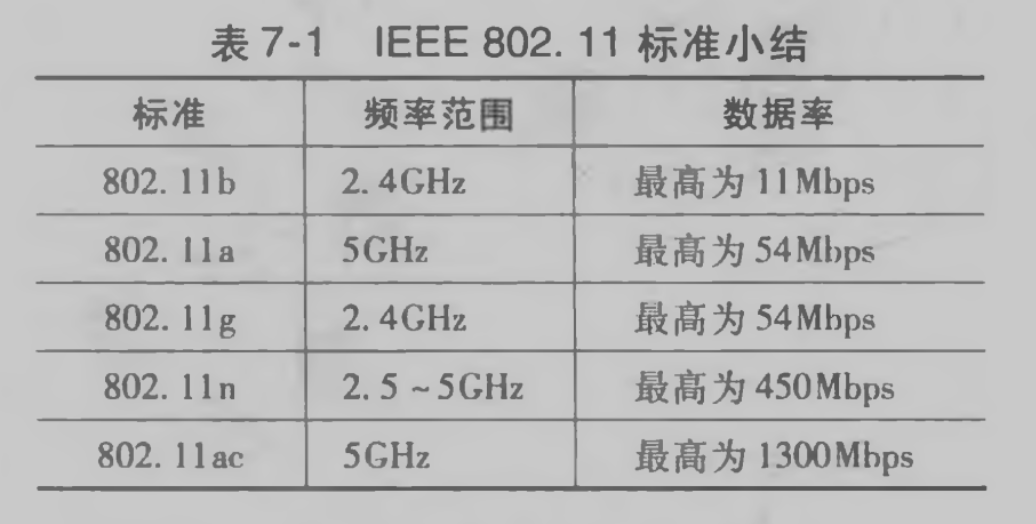 表 7-1 IEEE 802. 11 标准小结
标准 频率范围 数据率
802. 11b 2. 4GHz 最高为 11Mbps
802. 11a 5GHz 最高为 54Mbps
802. 11g 2. 4GHz 最高为 54Mbps
802. 11n 2. 5 ~ 5GHz 最高为 450Mbps
802. 11ac 5GHz 最高为 1300Mbps